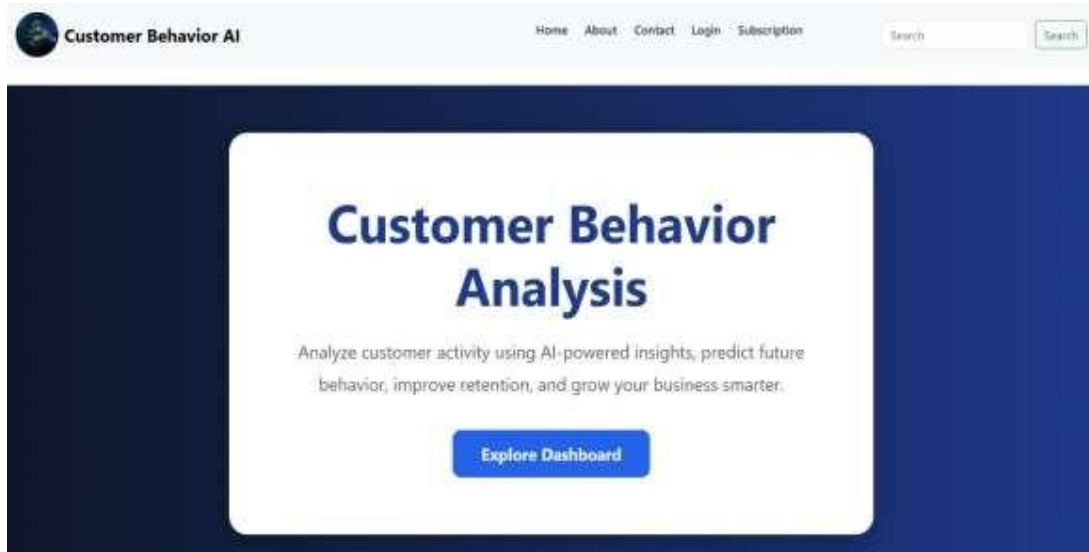 Customer Behavior AI
Home About Contact Login Subscription
Search
Search
Customer Behavior
Analysis
Analyze customer activity using AI-powered insights, predict future
behavior, improve retention, and grow your business smarter.
Explore Dashboard